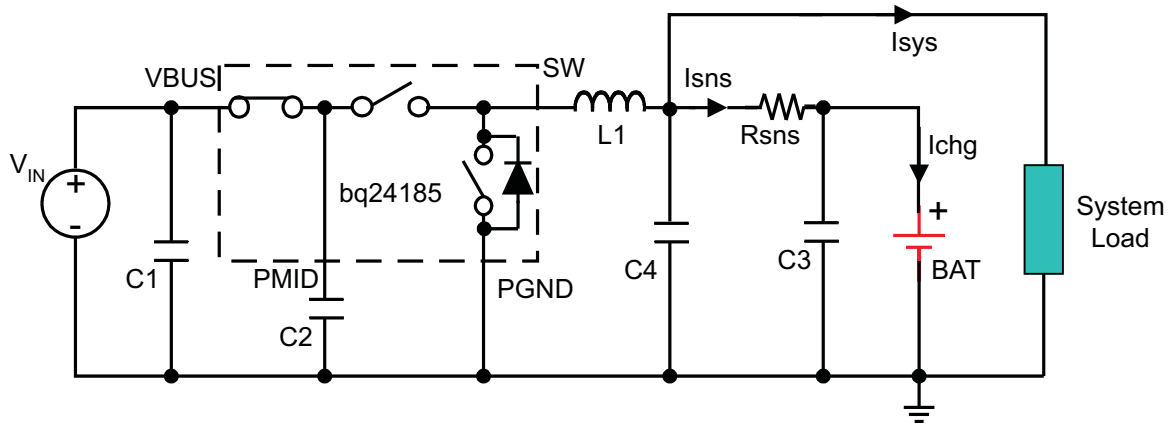 Isys
VBUS
SW
Isns
L1
Rsns
VIN
+
-
bq24185
Ichg
+
System
Load
C1
PMID
C2
PGND
C4
C3
BAT